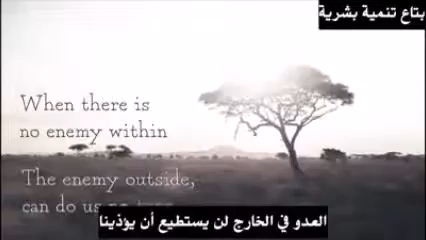 بتاع تنمية بشرية
When there is
no enemy within
The enemy outside,
can do us
العدو في الخارج لن يستطيع أن يؤذينا